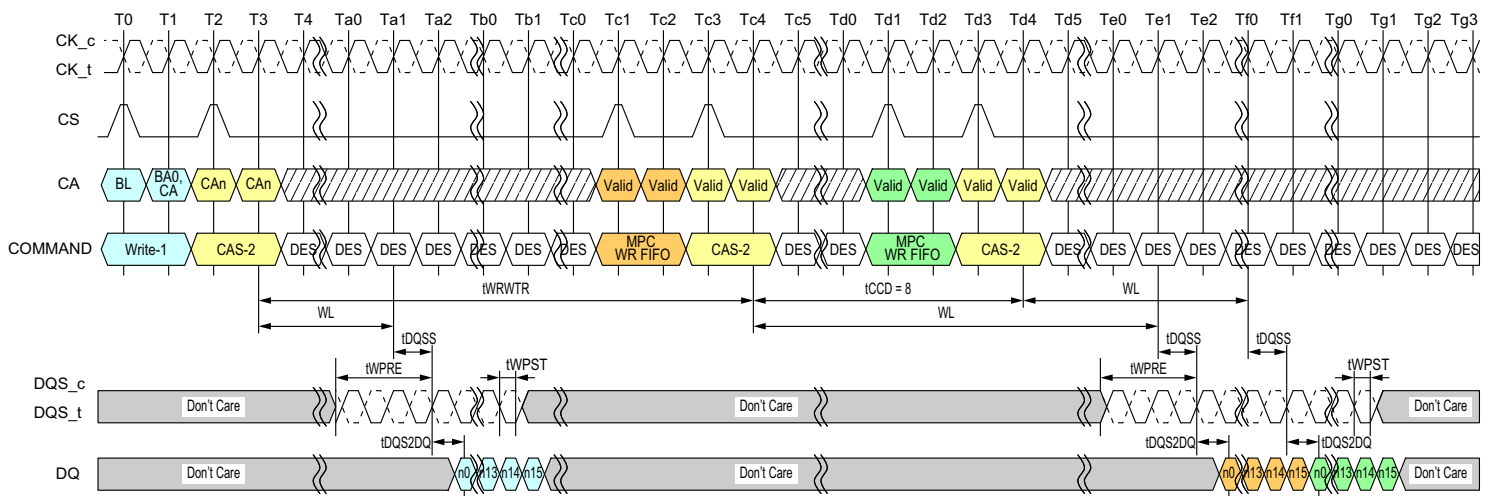 T0 T1 T2 T3 T4 Ta0 Ta1 Ta2 Tb0 Tb1 Tc0 Tc1 Tc2 Tc3 Tc4 Tc5 Td0 Td1 Td2 Td3 Td4 Td5 Te0 Te1 Te2 Tf0 Tf1 Tg0 Tg1 Tg2 Tg3
CK_c
CK_t
CS
CA BL BA0, CA CAn CAn Valid Valid Valid Valid Valid Valid Valid Valid
COMMAND Write-1 CAS-2 DES DES DES DES DES DES DES MPC WR FIFO CAS-2 DES DES MPC WR FIFO CAS-2 DES DES DES DES DES DES DES DES DES DES
tWRWTR tCCD = 8 WL
WL WL
tDQSS tDQSS tDQSS
tWPRE tWPST tWPRE tWPST
DQS_c
DQS_t Don't Care Don't Care Don't Care
tDQS2DQ tDQS2DQ tDQS2DQ
DQ Don't Care n0 n13 n14 n15 Don't Care n0 n13 n14 n15 n0 n13 n14 n15 Don't Care